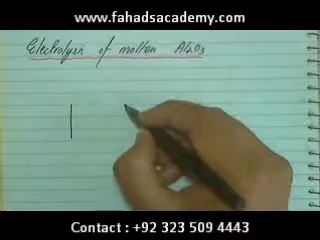 www.fahadsacademy.com
Electrolysis of molten Al2O3
Contact : +92 323 509 4443